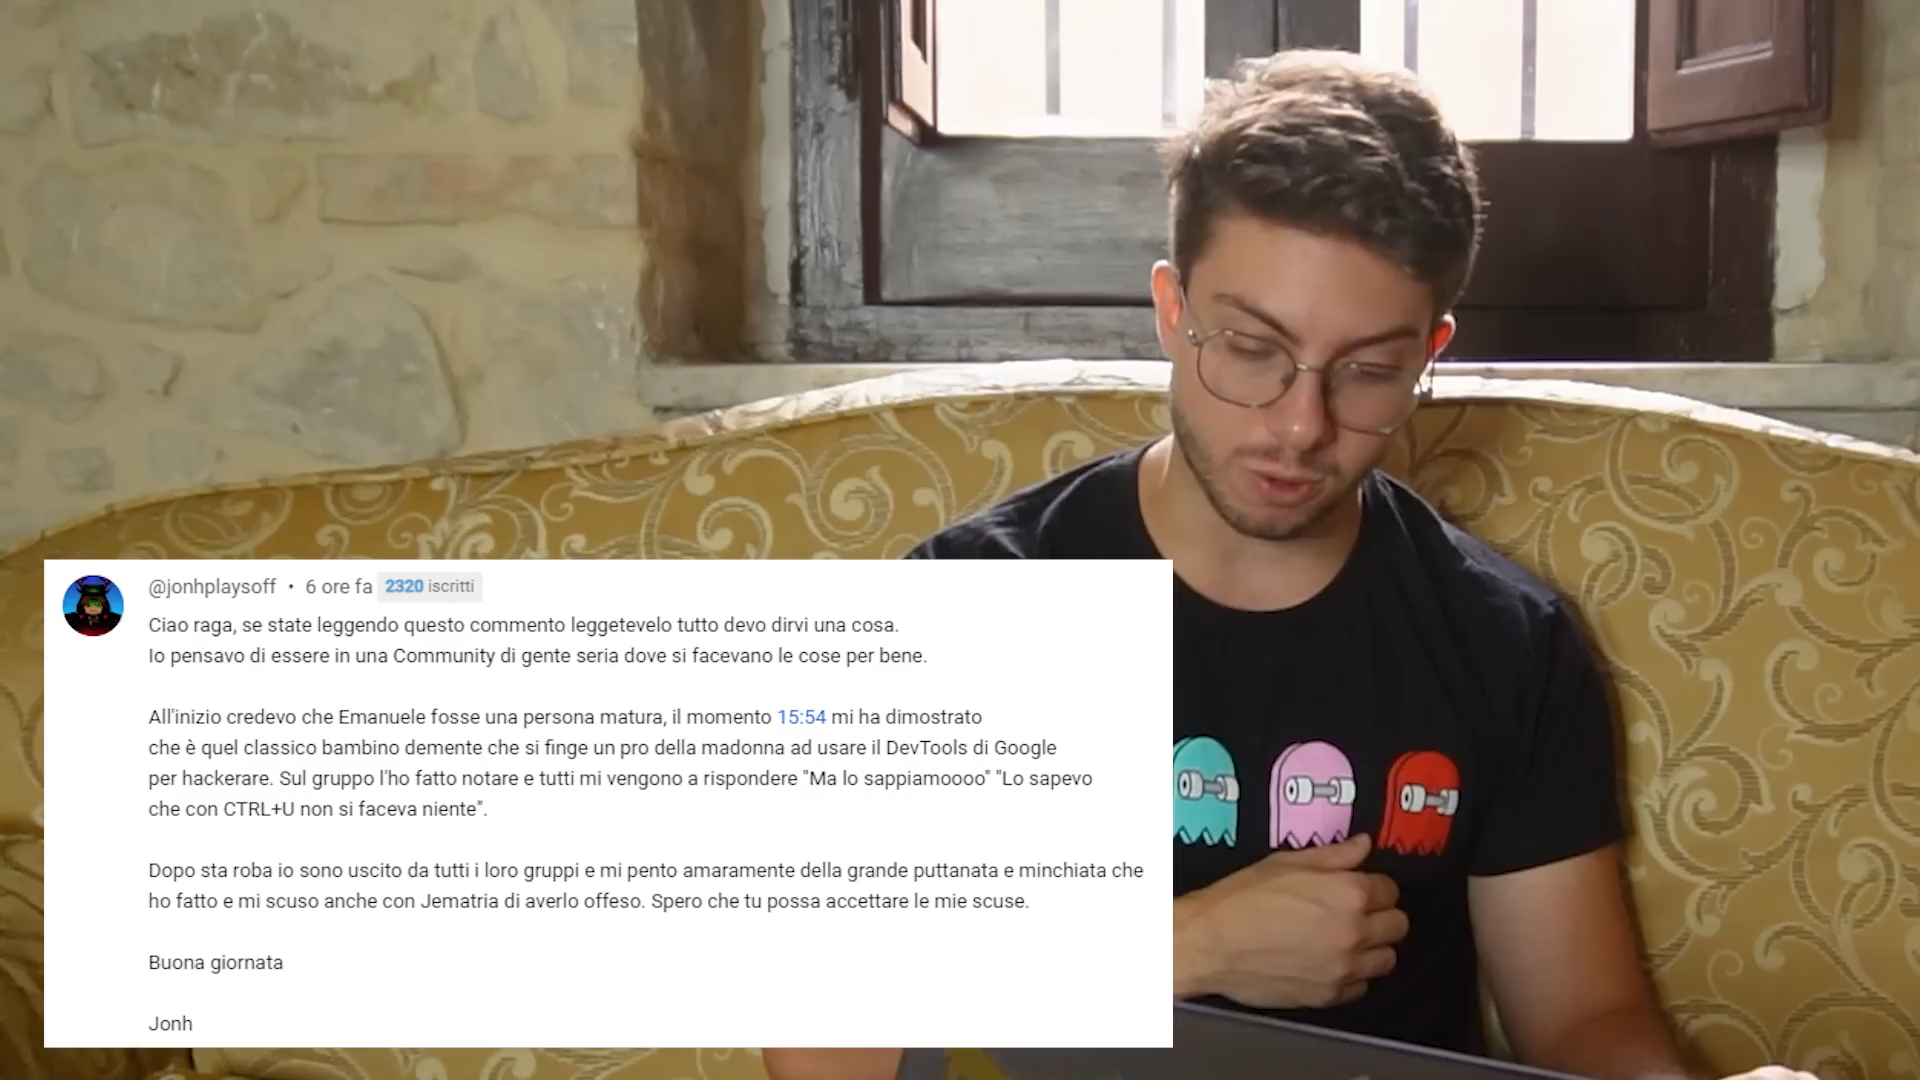 @jonhplaysoff • 6 ore fa 2320 iscritti
Ciao raga, se state leggendo questo commento leggetevelo tutto devo dirvi una cosa.
Io pensavo di essere in una Community di gente seria dove si facevano le cose per bene.
All'inizio credevo che Emanuele fosse una persona matura, il momento 15:54 mi ha dimostrato
che è quel classico bambino demente che si finge un pro della madonna ad usare il DevTools di Google
per hackerare. Sul gruppo l'ho fatto notare e tutti mi vengono a rispondere "Ma lo sappiamoooo" "Lo sapevo
che con CTRL+U non si faceva niente".
Dopo sta roba io sono uscito da tutti i loro gruppi e mi pento amaramente della grande puttanata e minchiata che
ho fatto e mi scuso anche con Jematria di averlo offeso. Spero che tu possa accettare le mie scuse.
Buona giornata
Jonh